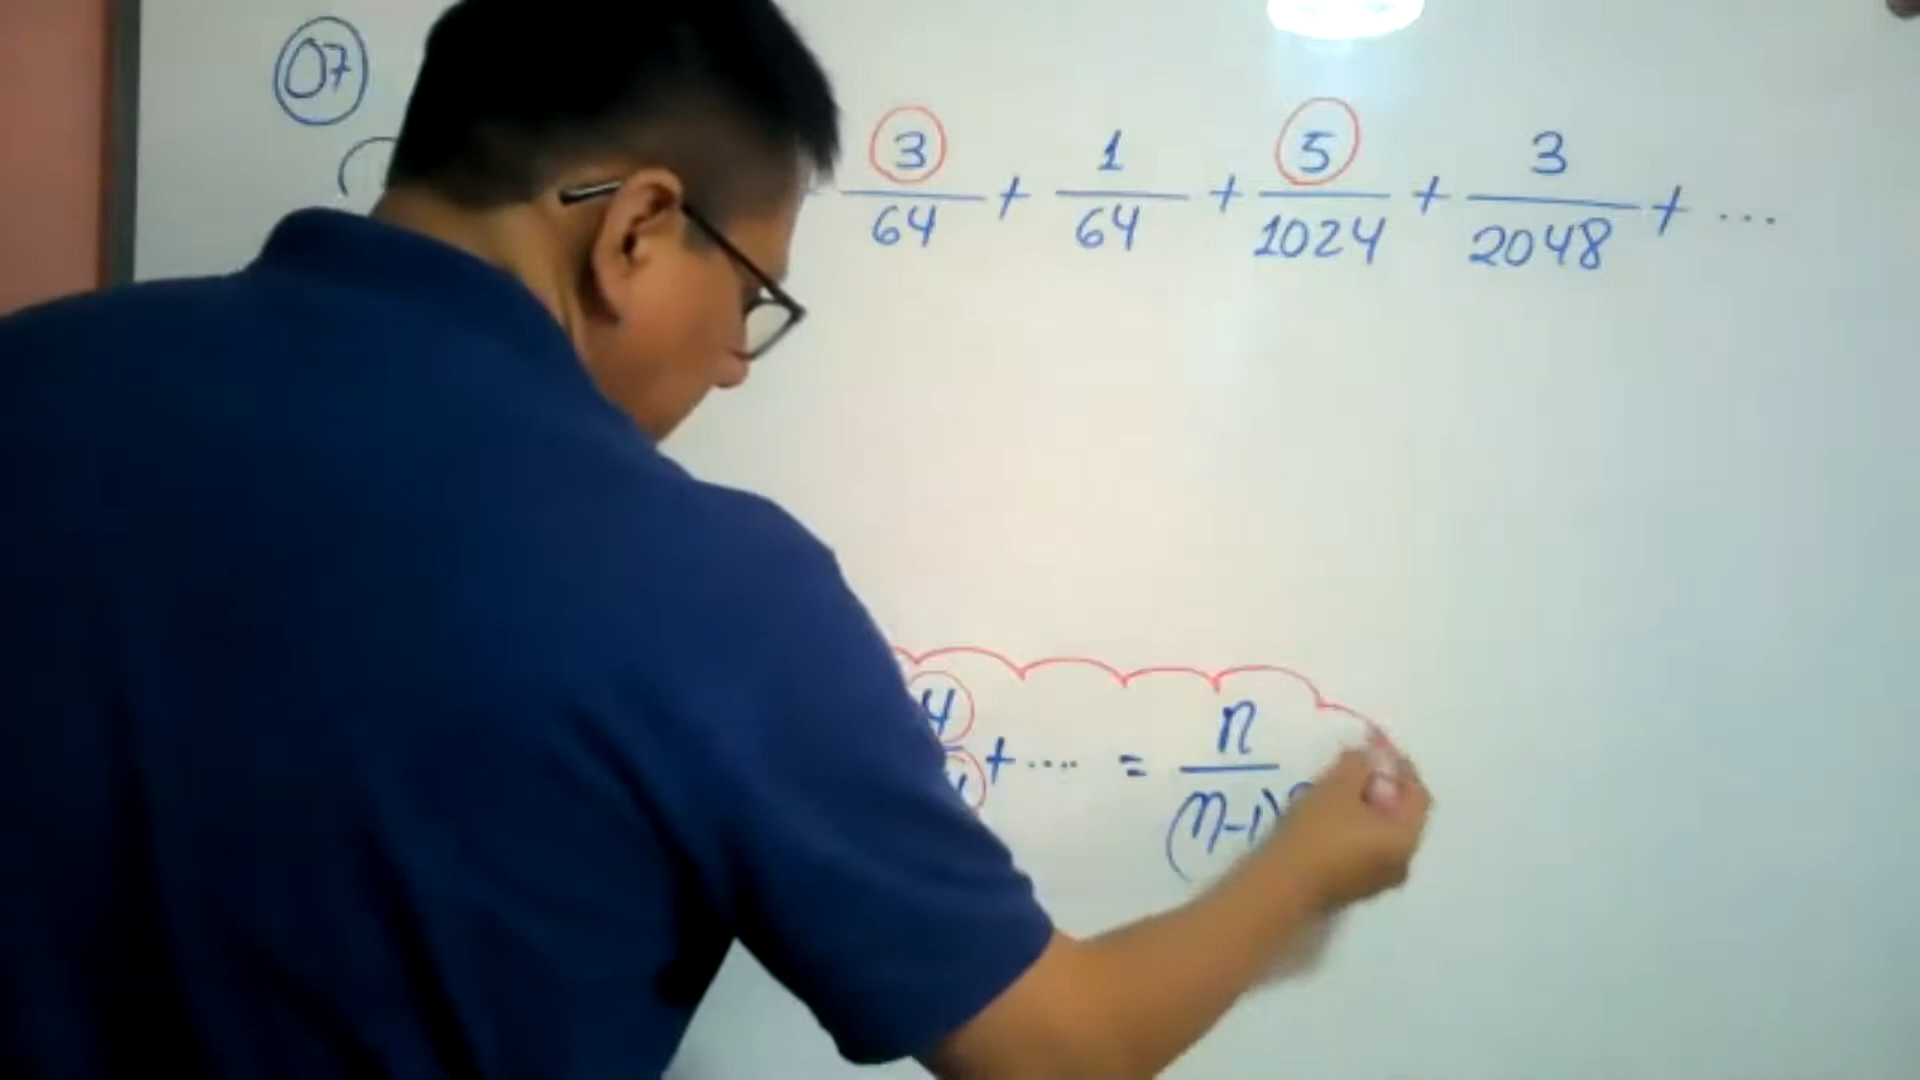 07
3/64 + 1/64 + 5/1024 + 3/2048 + ...
4 + .... = n/(n-1)